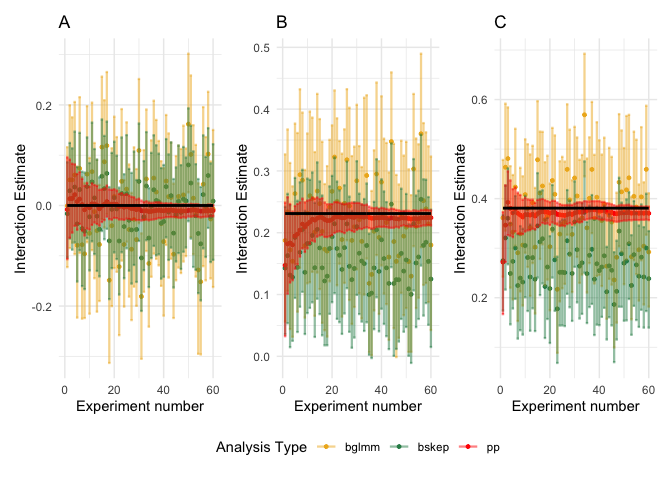 A
B
C
Interaction Estimate
0.2
0.0
-0.2
0
20
40
60
Experiment number
Interaction Estimate
0.5
0.4
0.3
0.2
0.1
0.0
0
20
40
60
Experiment number
Interaction Estimate
0.6
0.4
0.2
0
20
40
60
Experiment number
Analysis Type bglmm bskep pp